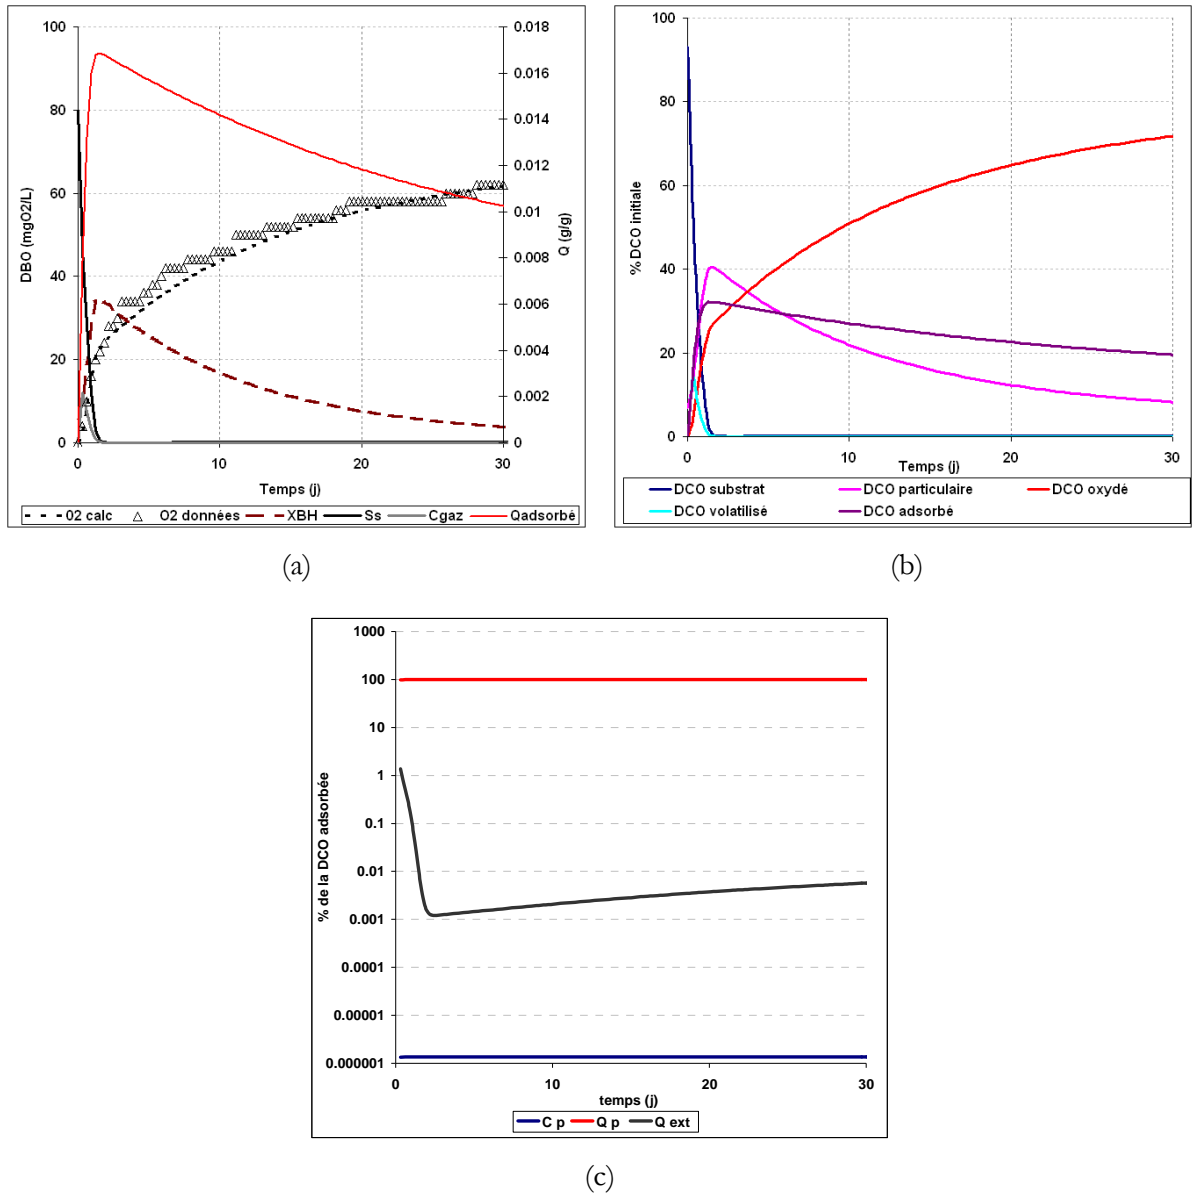 100
80
60
40
20
0
DBO (mgO2/L)
0.018
0.016
0.014
0.012
0.01
0.008
0.006
0.004
0.002
0
Q (g/g)
0 10 20 30
Temps (j)
02 calc O2 données XBH Ss Cgaz Qadsorbé
(a)
100
80
60
40
20
0
% DCO initiale
0 10 20 30
Temps (j)
DCO substrat DCO particulaire DCO oxydé
DCO volatilisé DCO adsorbé
(b)
1000
100
10
1
0.1
0.01
0.001
0.0001
0.00001
0.000001
% de la DCO adsorbée
0 10 20 30
temps (j)
C p Q p Q ext
(c)